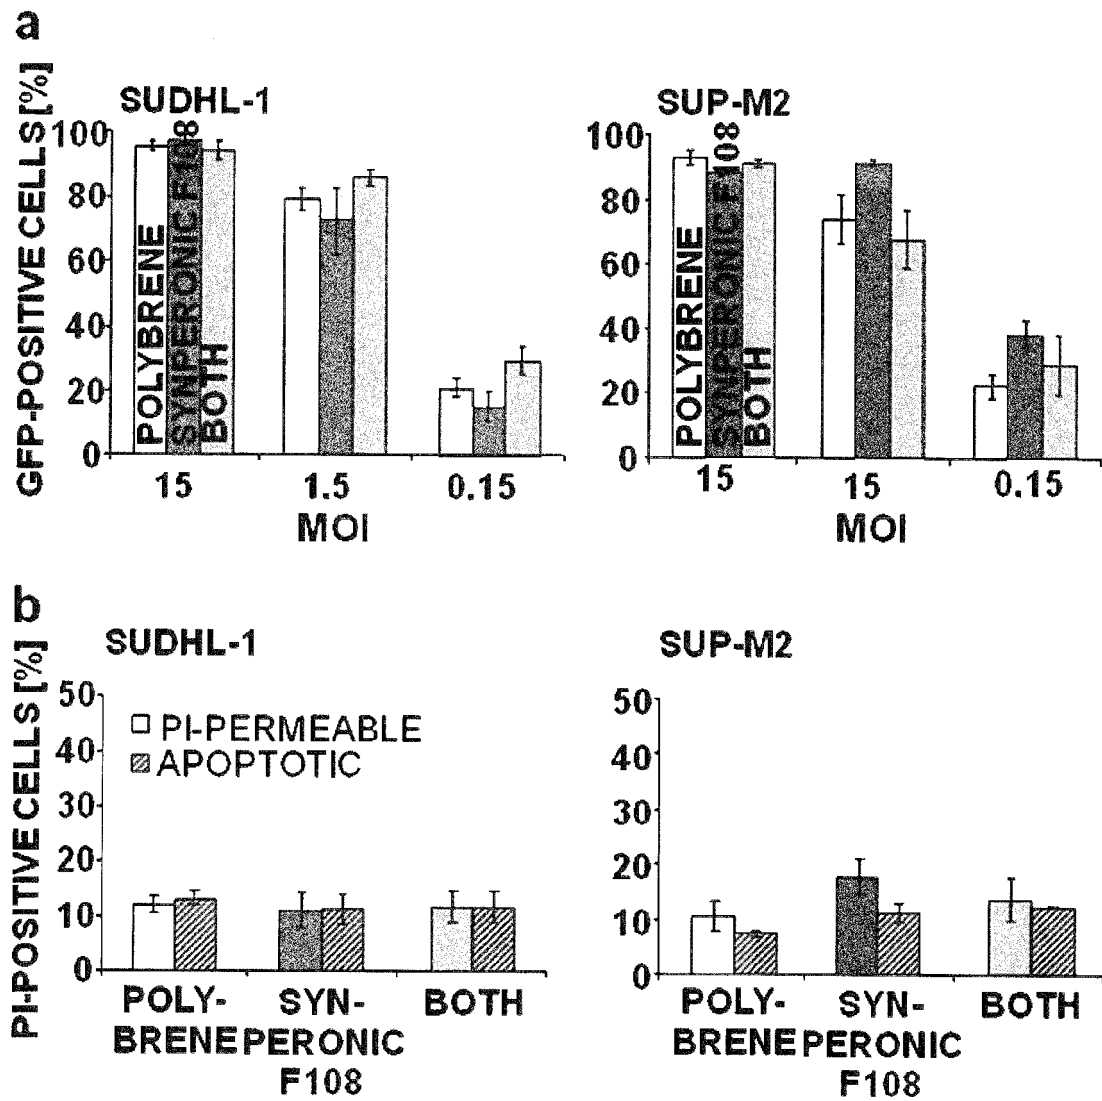 a
GFP-POSITIVE CELLS [%]
SUDHL-1
100
80
60
40
20
0
POLYBRENE
SYNPERONIC F108
BOTH
15
1.5
0.15
MOI
SUP-M2
100
80
60
40
20
0
POLYBRENE
SYNPERONIC F108
BOTH
15
15
0.15
MOI
b
PI-POSITIVE CELLS [%]
SUDHL-1
50
40
30
20
10
0
PI-PERMEABLE
APOPTOTIC
POLY-
BRENE
SYN-
PERONIC
F108
BOTH
SUP-M2
50
40
30
20
10
0
POLY-
BRENE
SYN-
PERONIC
F108
BOTH